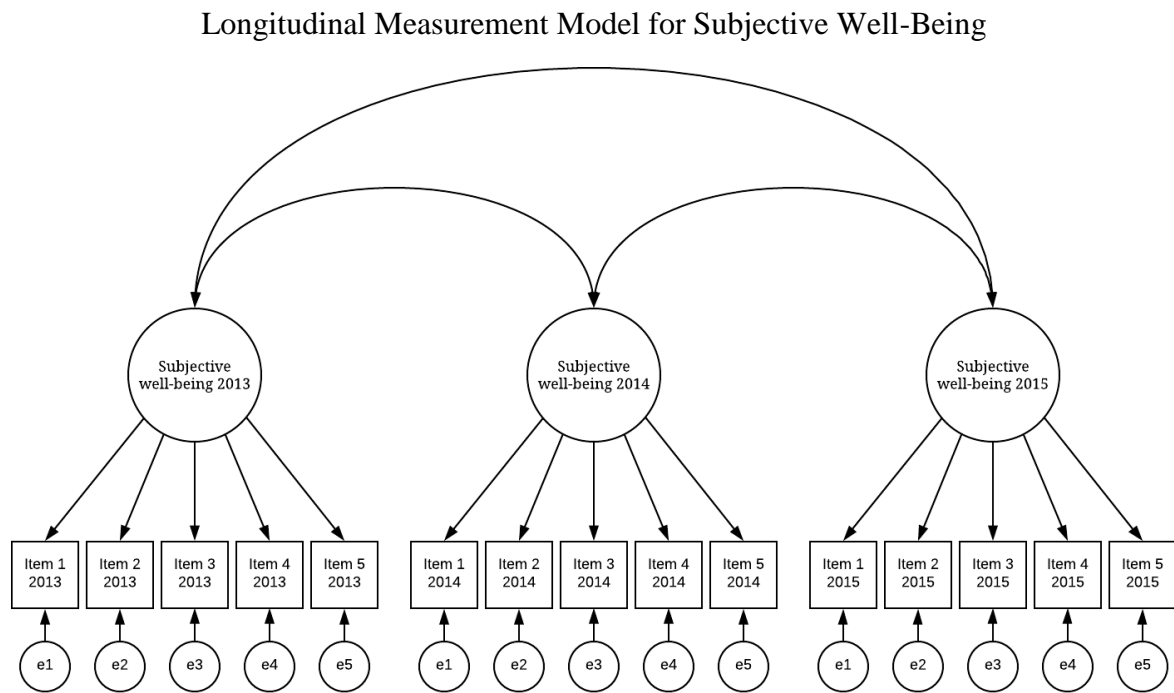 Longitudinal Measurement Model for Subjective Well-Being
Subjective
well-being 2013
Subjective
well-being 2014
Subjective
well-being 2015
Item 1
2013
Item 2
2013
Item 3
2013
Item 4
2013
Item 5
2013
Item 1
2014
Item 2
2014
Item 3
2014
Item 4
2014
Item 5
2014
Item 1
2015
Item 2
2015
Item 3
2015
Item 4
2015
Item 5
2015
e1
e2
e3
e4
e5
e1
e2
e3
e4
e5
e1
e2
e3
e4
e5